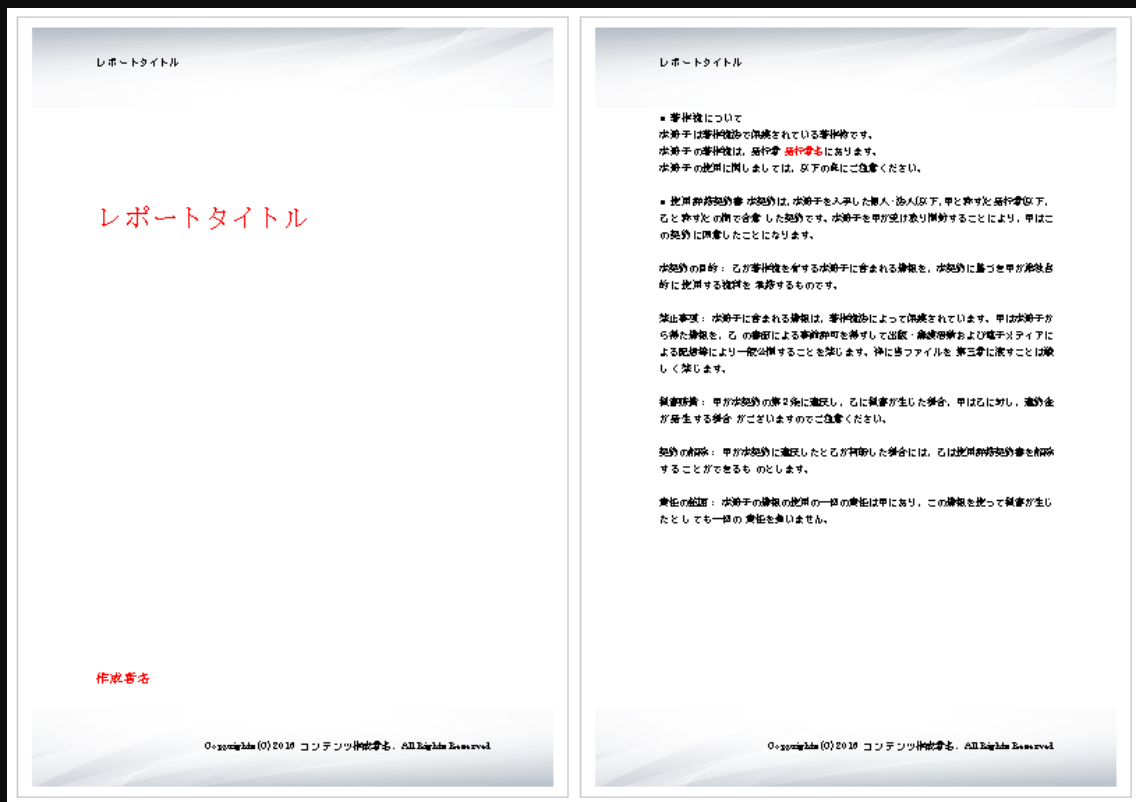 レポートタイトル
レポートタイトル
作成者名
Copyrights (C) 2016 コンテンツ作成者名. All Rights Reserved
レポートタイトル
■ 著作権について
本冊子は著作権法で保護されている著作物です。
本冊子の著作権は、発行者 発行者名にあります。
本冊子の使用に関しましては、以下の点にご注意ください。
■ 使用許諾契約書 本契約は、本冊子を入手した個人・法人(以下、甲と称す)と発行者(以下、
乙と称す)との間で合意 した契約です。本冊子を甲が受け取り開封することにより、甲はこ
の契約に同意したことになります。
本契約の目的： 乙が著作権を有する本冊子に含まれる情報を、本契約に基づき甲が非独占
的に使用する権利を 承諾するものです。
禁止事項： 本冊子に含まれる情報は、著作権法によって保護されています。甲は本冊子か
ら得た情報を、乙 の書面による事前許可を得ずして出版・講演活動および電子メディアに
よる配信等により一般公開することを禁じます。特に当ファイルを 第三者に渡すことは厳
しく禁じます。
損害賠償： 甲が本契約の第２条に違反し、乙に損害が生じた場合、甲は乙に対し、違約金
が発生する場合 がございますのでご注意ください。
契約の解除： 甲が本契約に違反したと乙が判断した場合には、乙は使用許諾契約書を解除
することができるも のとします。
責任の範囲： 本冊子の情報の使用の一切の責任は甲にあり、この情報を使って損害が生じ
たとしても一切の 責任を負いません。
Copyrights (C) 2016 コンテンツ作成者名. All Rights Reserved